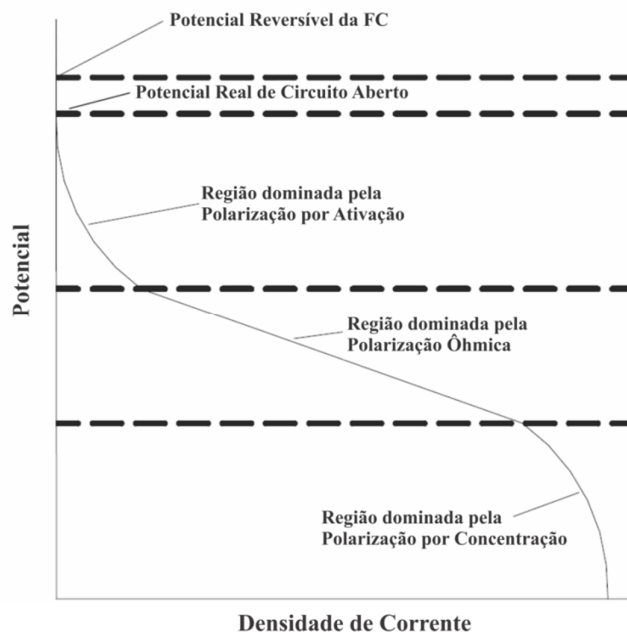 Potencial Reversível da FC
Potencial Real de Circuito Aberto
Região dominada pela
Polarização por Ativação
Potencial
Região dominada pela
Polarização Ôhmica
Região dominada pela
Polarização por Concentração
Densidade de Corrente